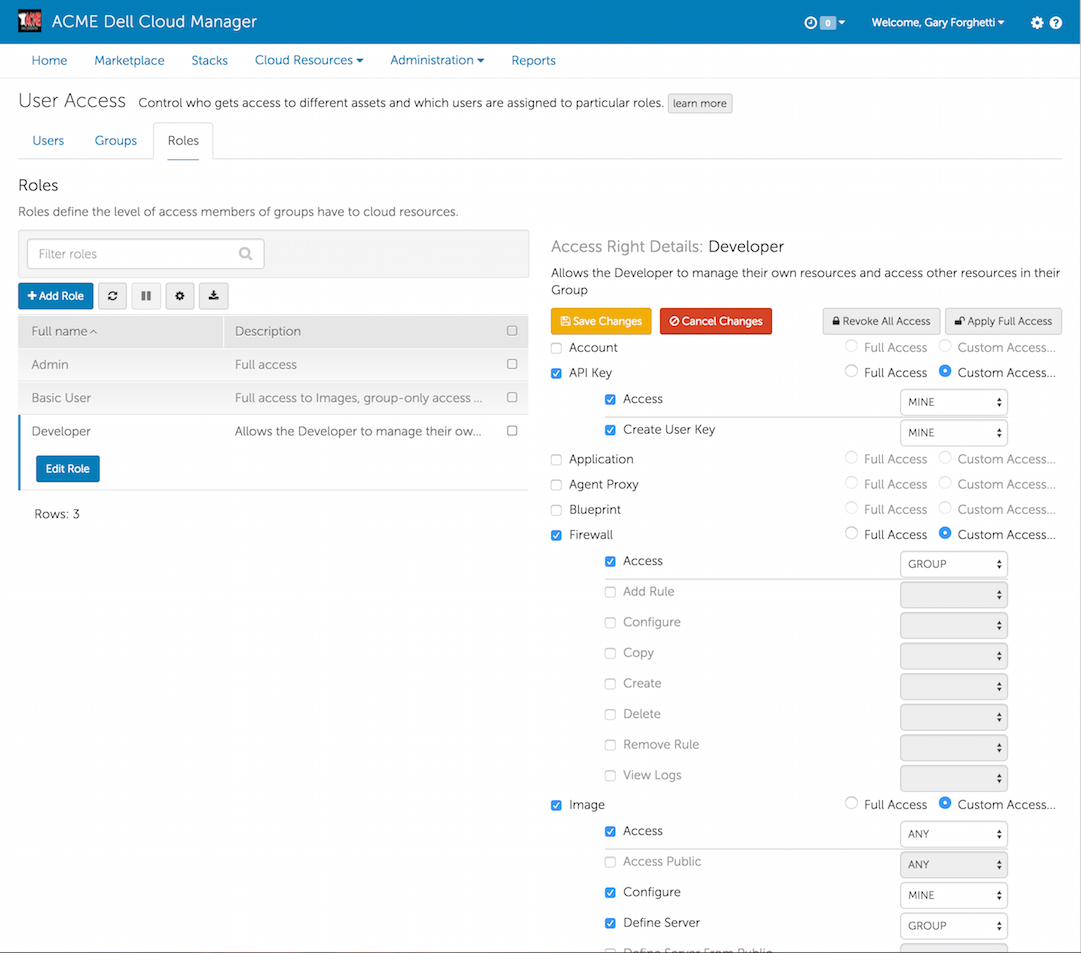 ACME Dell Cloud Manager
0
Welcome, Gary Forghetti
Home
Marketplace
Stacks
Cloud Resources
Administration
Reports
User Access
Control who gets access to different assets and which users are assigned to particular roles.
learn more
Users
Groups
Roles
Roles
Roles define the level of access members of groups have to cloud resources.
Filter roles
+ Add Role
Full name
Description
Admin
Full access
Basic User
Full access to Images, group-only access ...
Developer
Allows the Developer to manage their ow...
Edit Role
Rows: 3
Access Right Details: Developer
Allows the Developer to manage their own resources and access other resources in their
Group
Save Changes
Cancel Changes
Revoke All Access
Apply Full Access
Account
Full Access
Custom Access...
API Key
Full Access
Custom Access...
Access
MINE
Create User Key
MINE
Application
Full Access
Custom Access...
Agent Proxy
Full Access
Custom Access...
Blueprint
Full Access
Custom Access...
Firewall
Full Access
Custom Access...
Access
GROUP
Add Rule
Configure
Copy
Create
Delete
Remove Rule
View Logs
Image
Full Access
Custom Access...
Access
ANY
Access Public
ANY
Configure
MINE
Define Server
GROUP
Define Server From Public